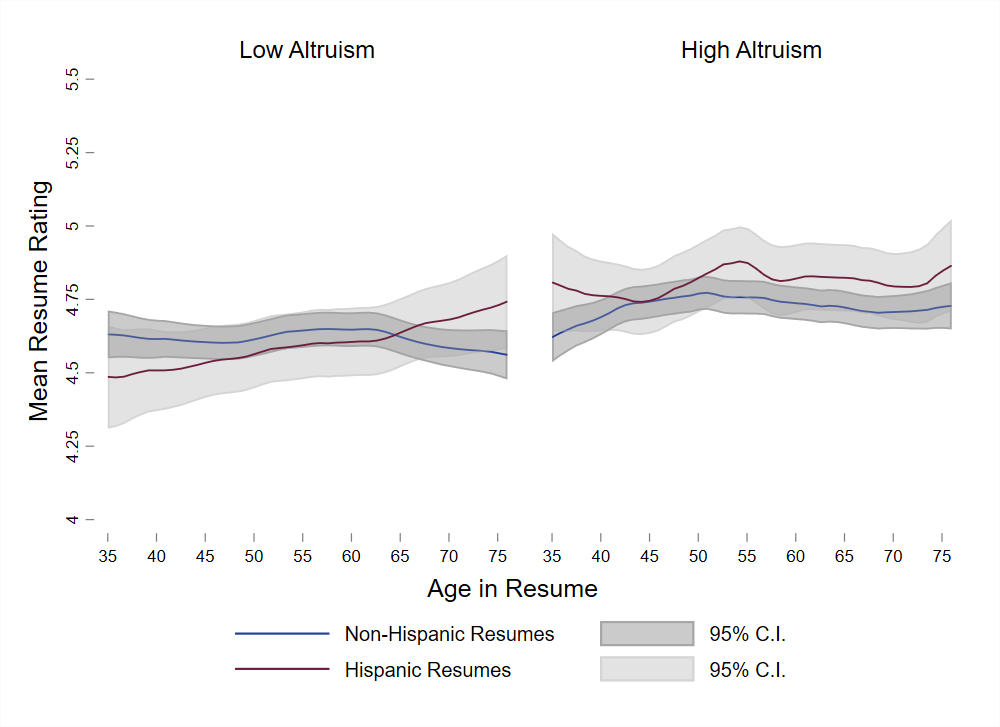 Low Altruism
High Altruism
Mean Resume Rating
5.5
5.25
5
4.75
4.5
4.25
4
35 40 45 50 55 60 65 70 75
35 40 45 50 55 60 65 70 75
Age in Resume
Non-Hispanic Resumes 95% C.I.
Hispanic Resumes 95% C.I.